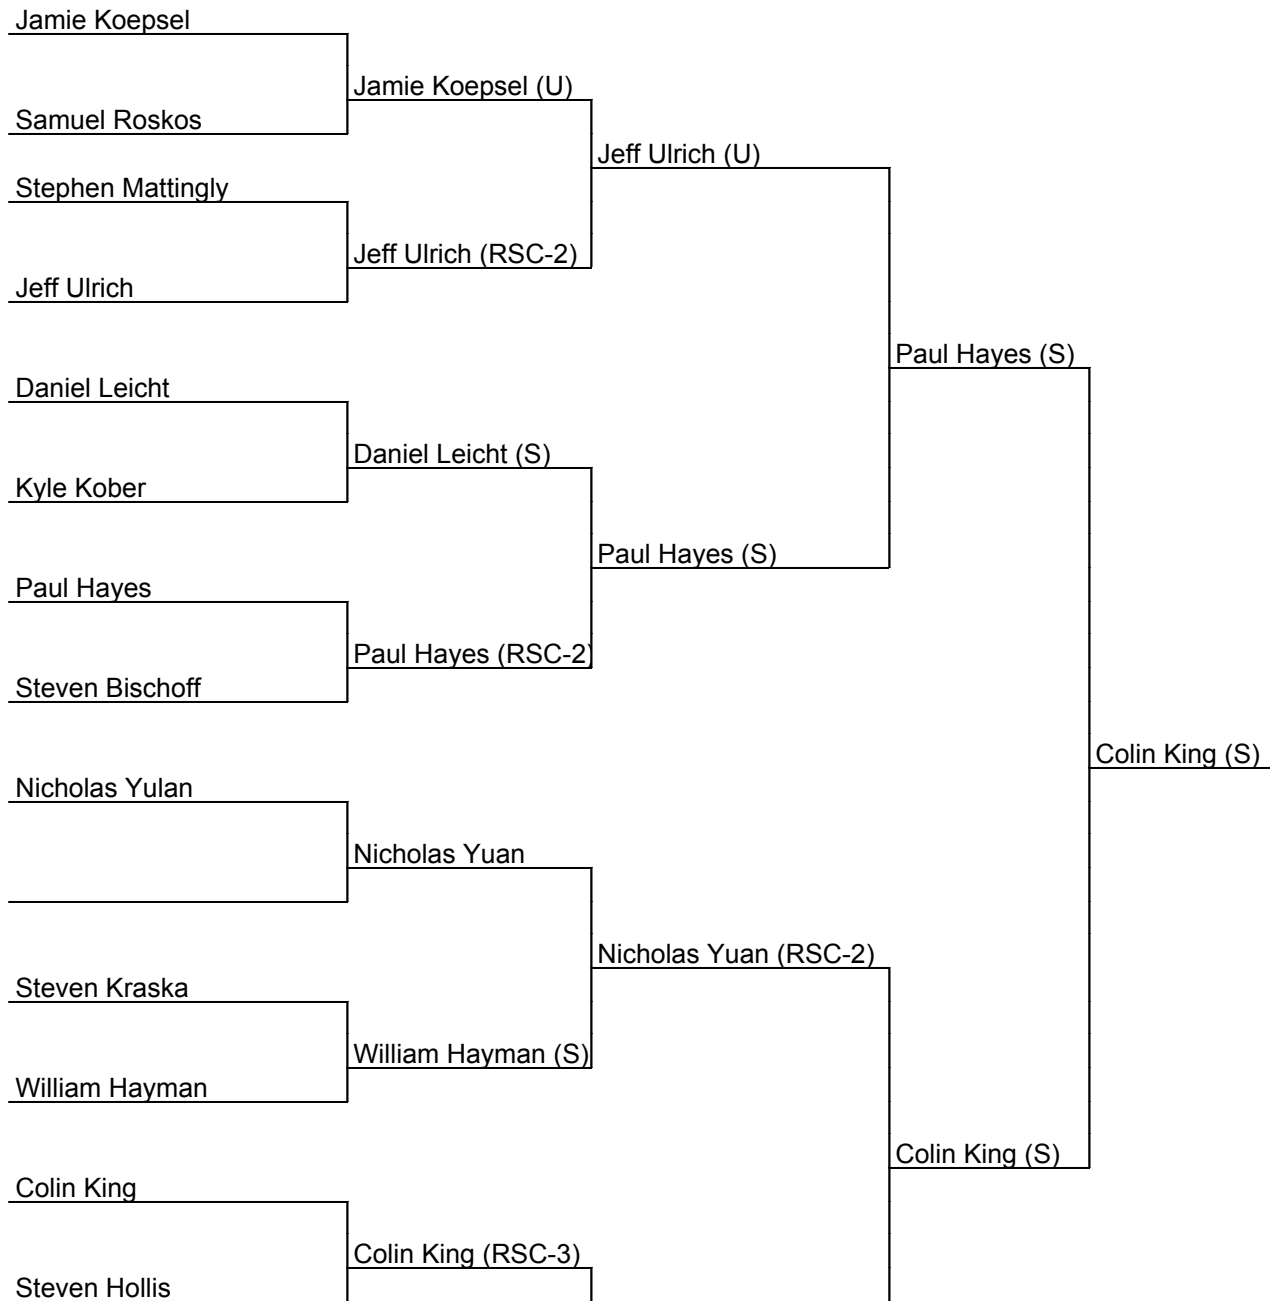 Jamie Koepsel
Jamie Koepsel (U)
Samuel Roskos
Jeff Ulrich (U)
Stephen Mattingly
Jeff Ulrich (RSC-2)
Jeff Ulrich
Paul Hayes (S)
Daniel Leicht
Daniel Leicht (S)
Kyle Kober
Paul Hayes (S)
Paul Hayes
Paul Hayes (RSC-2)
Steven Bischoff
Colin King (S)
Nicholas Yulan
Nicholas Yuan
Nicholas Yuan (RSC-2)
Steven Kraska
William Hayman (S)
William Hayman
Colin King (S)
Colin King
Colin King (RSC-3)
Steven Hollis